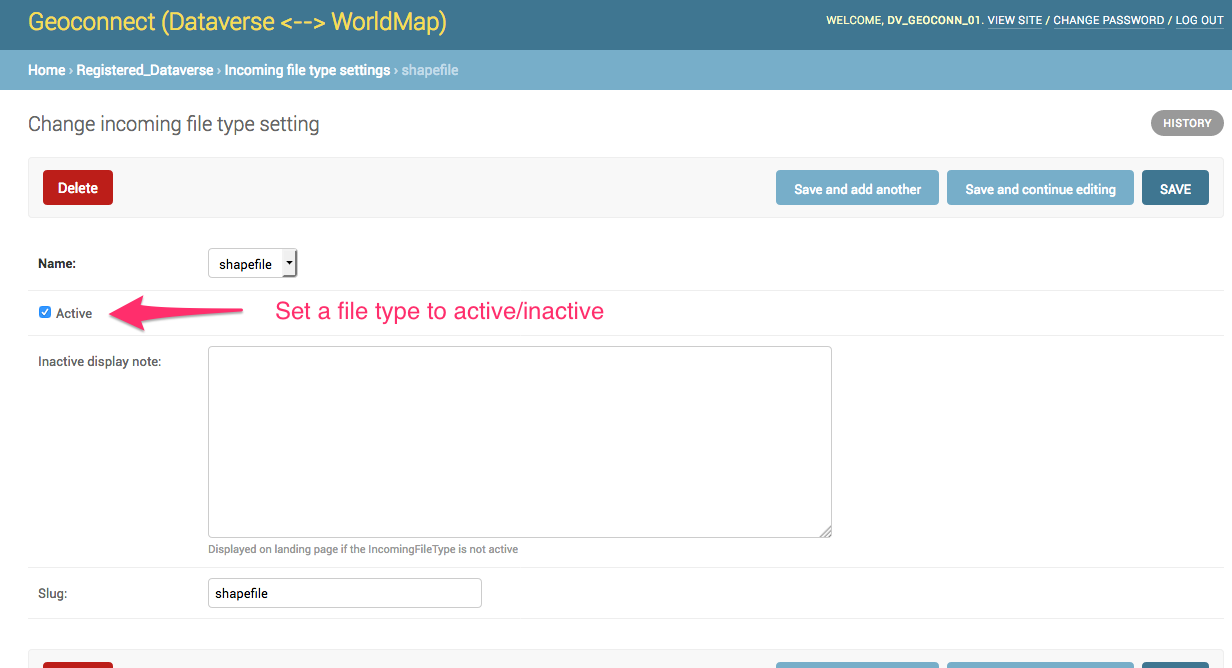 Geoconnect (Dataverse <--> WorldMap)
WELCOME, DV_GEOCONN_01. VIEW SITE / CHANGE PASSWORD / LOG OUT
Home › Registered_Dataverse › Incoming file type settings › shapefile
Change incoming file type setting
HISTORY
Delete
Save and add another
Save and continue editing
SAVE
Name:
shapefile
Active
Set a file type to active/inactive
Inactive display note:
Displayed on landing page if the IncomingFileType is not active
Slug:
shapefile